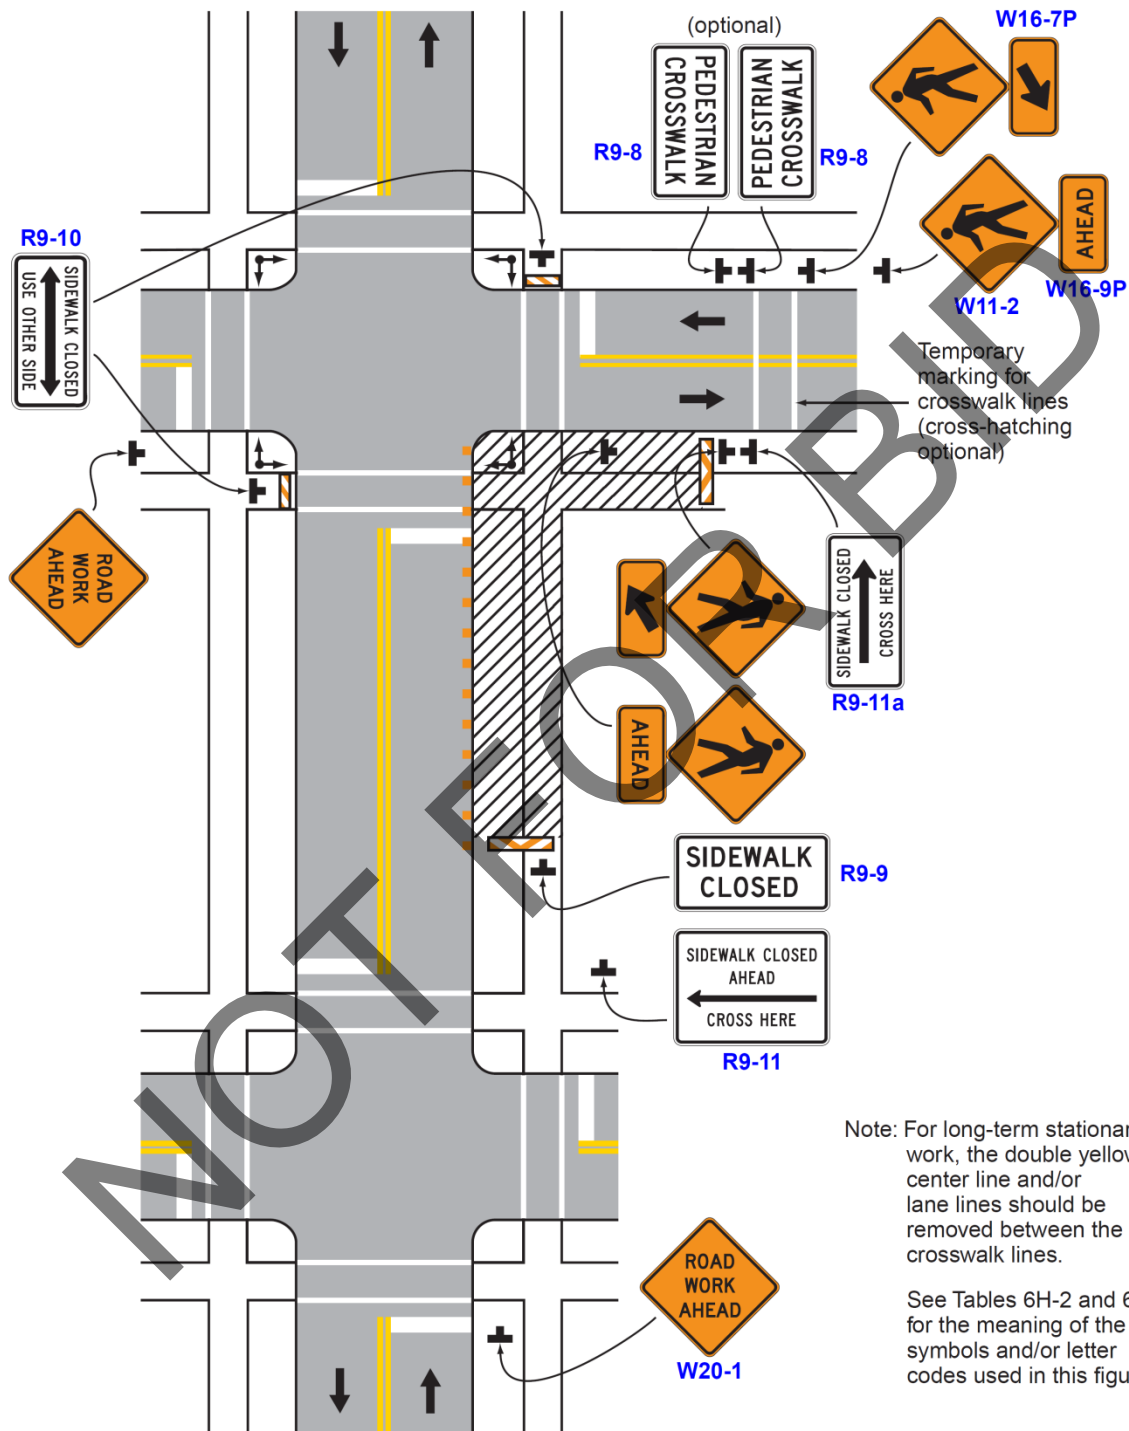 W16-7P
(optional)
PEDESTRIAN
CROSSWALK
PEDESTRIAN
CROSSWALK
R9-8
R9-8
AHEAD
W11-2
W16-9P
R9-10
SIDEWALK CLOSED
USE OTHER SIDE
Temporary
marking for
crosswalk lines
(cross-hatching
optional)
ROAD
WORK
AHEAD
SIDEWALK CLOSED
CROSS HERE
R9-11a
AHEAD
SIDEWALK
CLOSED
R9-9
SIDEWALK CLOSED
AHEAD
CROSS HERE
R9-11
Note: For long-term stationar
work, the double yellow
center line and/or
lane lines should be
removed between the
crosswalk lines.
See Tables 6H-2 and 6
for the meaning of the
symbols and/or letter
codes used in this figu
ROAD
WORK
AHEAD
W20-1
NOT FOR BID